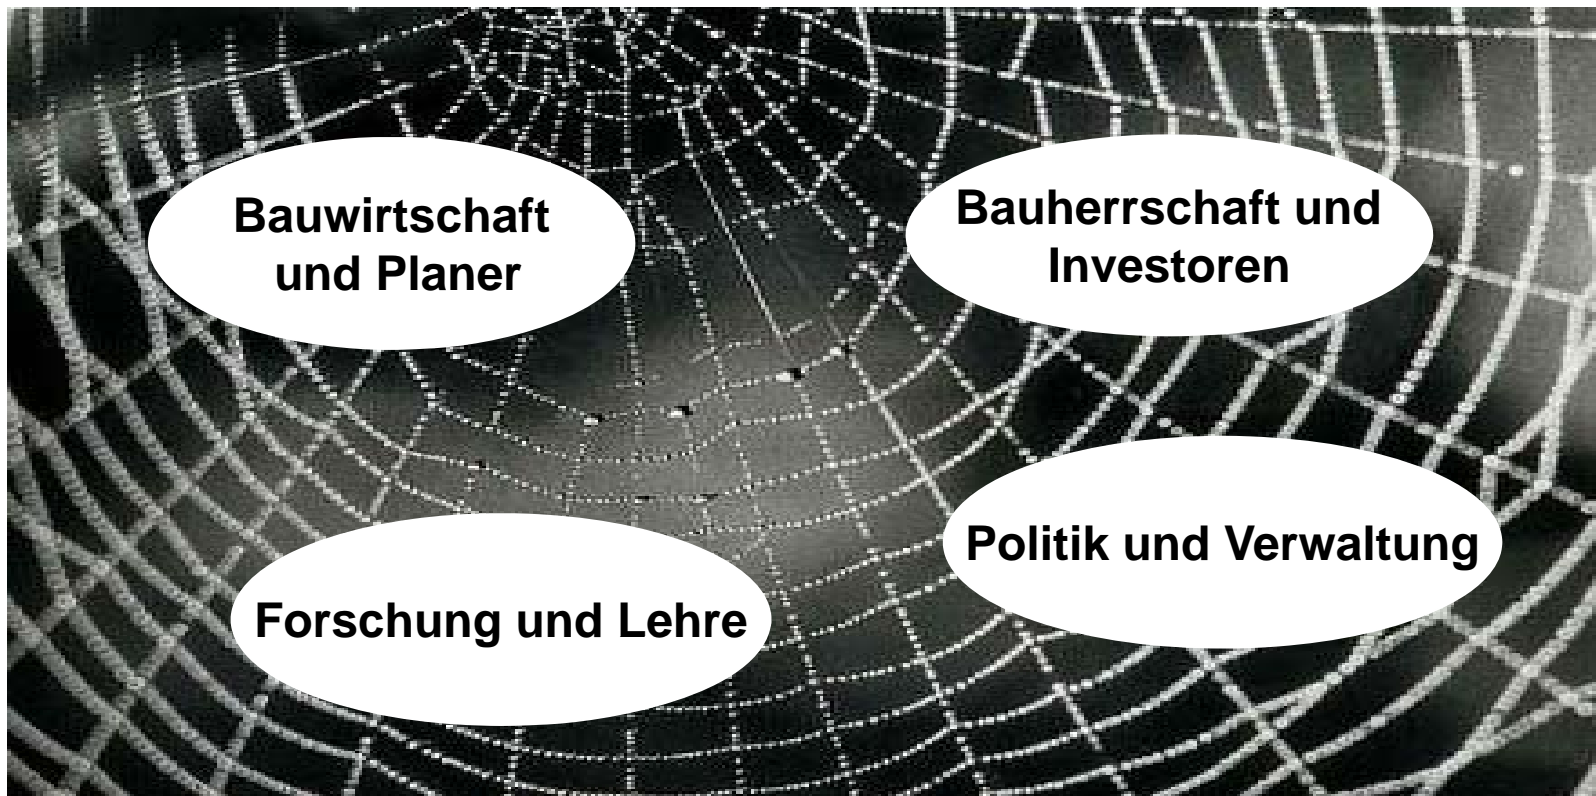 Bauwirtschaft
und Planer
Bauherrschaft und
Investoren
Forschung und Lehre
Politik und Verwaltung